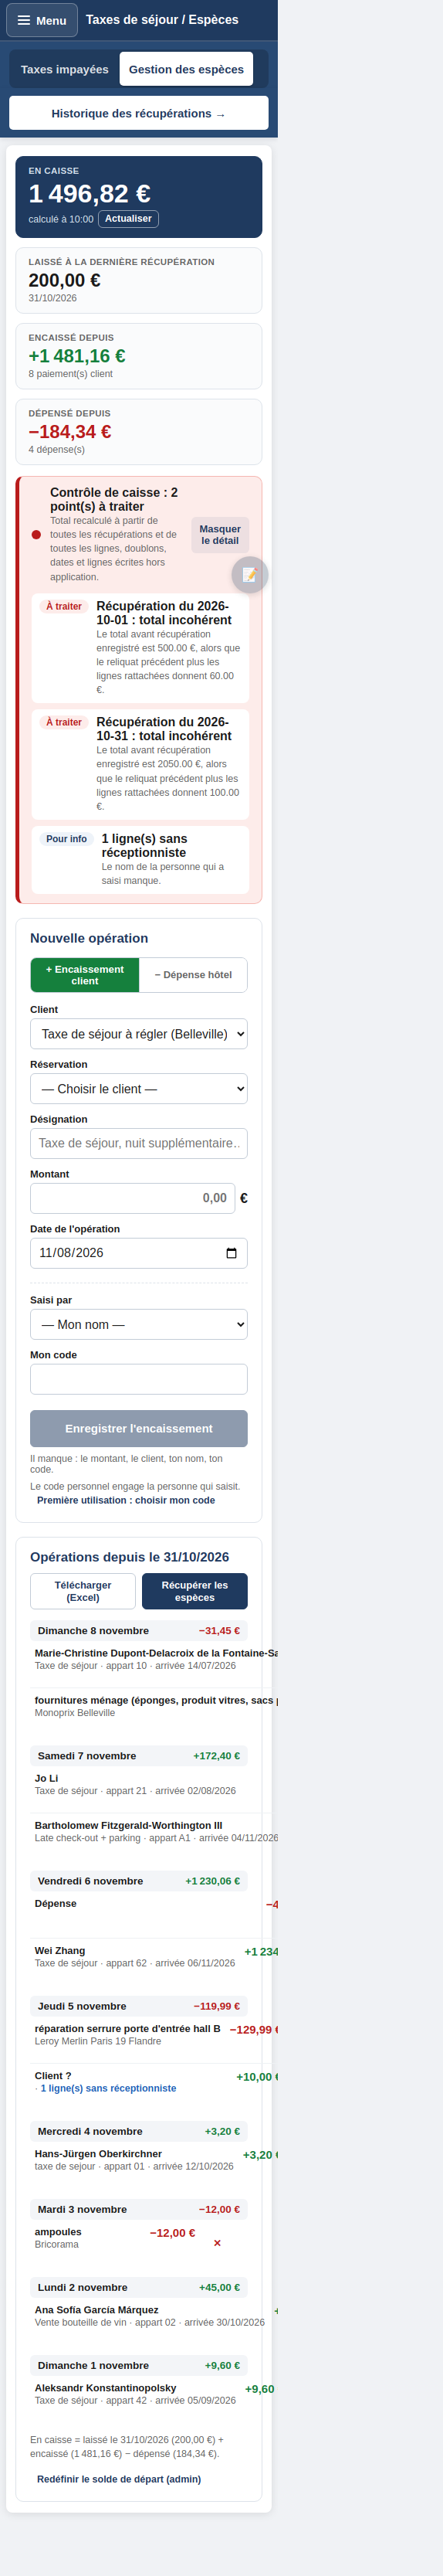 Menu
Taxes de séjour / Espèces
Taxes impayées
Gestion des espèces
Historique des récupérations →
EN CAISSE
1 496,82 €
calculé à 10:00
Actualiser
LAISSÉ À LA DERNIÈRE RÉCUPÉRATION
200,00 €
31/10/2026
ENCAISSÉ DEPUIS
+1 481,16 €
8 paiement(s) client
DÉPENSÉ DEPUIS
−184,34 €
4 dépense(s)
Contrôle de caisse : 2
point(s) à traiter
Total recalculé à partir de
toutes les récupérations et de
toutes les lignes, doublons,
dates et lignes écrites hors
application.
Masquer
le détail
À traiter
Récupération du 2026-
10-01 : total incohérent
Le total avant récupération
enregistré est 500.00 €, alors que
le reliquat précédent plus les
lignes rattachées donnent 60.00
€.
À traiter
Récupération du 2026-
10-31 : total incohérent
Le total avant récupération
enregistré est 2050.00 €, alors
que le reliquat précédent plus les
lignes rattachées donnent 100.00
€.
Pour info
1 ligne(s) sans
réceptionniste
Le nom de la personne qui a
saisi manque.
Nouvelle opération
+ Encaissement
client
− Dépense hôtel
Client
Taxe de séjour à régler (Belleville)
Réservation
— Choisir le client —
Désignation
Taxe de séjour, nuit supplémentaire..
Montant
0,00 €
Date de l'opération
11/08/2026
Saisi par
— Mon nom —
Mon code
Enregistrer l'encaissement
Il manque : le montant, le client, ton nom, ton
code.
Le code personnel engage la personne qui saisit.
Première utilisation : choisir mon code
Opérations depuis le 31/10/2026
Télécharger
(Excel)
Récupérer les
espèces
Dimanche 8 novembre −31,45 €
Marie-Christine Dupont-Delacroix de la Fontaine-Sa
Taxe de séjour · appart 10 · arrivée 14/07/2026
fournitures ménage (éponges, produit vitres, sacs
Monoprix Belleville
Samedi 7 novembre +172,40 €
Jo Li
Taxe de séjour · appart 21 · arrivée 02/08/2026
Bartholomew Fitzgerald-Worthington III
Late check-out + parking · appart A1 · arrivée 04/11/2026
Vendredi 6 novembre +1 230,06 €
Dépense −4
Wei Zhang +1 234
Taxe de séjour · appart 62 · arrivée 06/11/2026
Jeudi 5 novembre −119,99 €
réparation serrure porte d'entrée hall B −129,99 €
Leroy Merlin Paris 19 Flandre
Client ? +10,00 €
· 1 ligne(s) sans réceptionniste
Mercredi 4 novembre +3,20 €
Hans-Jürgen Oberkirchner +3,20 €
taxe de sejour · appart 01 · arrivée 12/10/2026
Mardi 3 novembre −12,00 €
ampoules −12,00 €
Bricorama ×
Lundi 2 novembre +45,00 €
Ana Sofía García Márquez +
Vente bouteille de vin · appart 02 · arrivée 30/10/2026
Dimanche 1 novembre +9,60 €
Aleksandr Konstantinopolsky +9,60
Taxe de séjour · appart 42 · arrivée 05/09/2026
En caisse = laissé le 31/10/2026 (200,00 €) +
encaissé (1 481,16 €) − dépensé (184,34 €).
Redéfinir le solde de départ (admin)